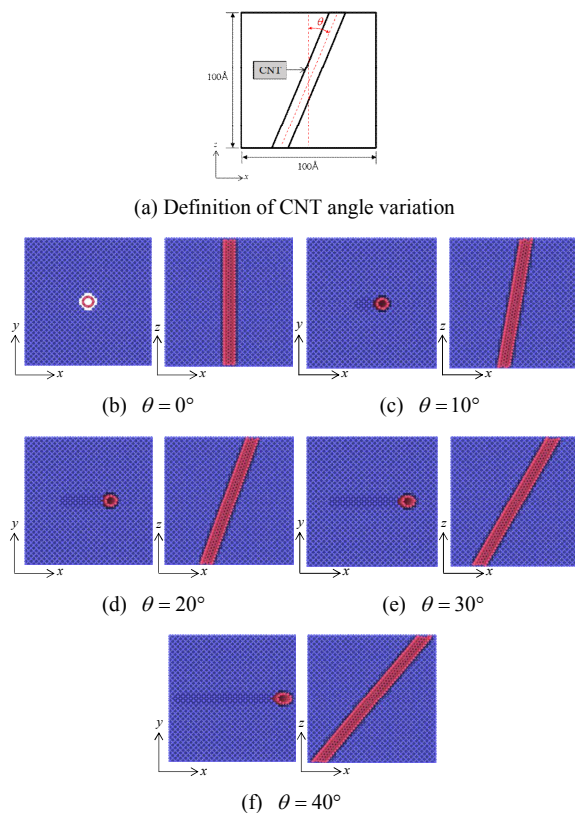 θ
CNT
100Å
z
x
100Å
(a) Definition of CNT angle variation
y
x
z
x
y
x
z
x
(b) θ = 0°
(c) θ = 10°
y
x
z
x
y
x
z
x
(d) θ = 20°
(e) θ = 30°
y
x
z
x
(f) θ = 40°